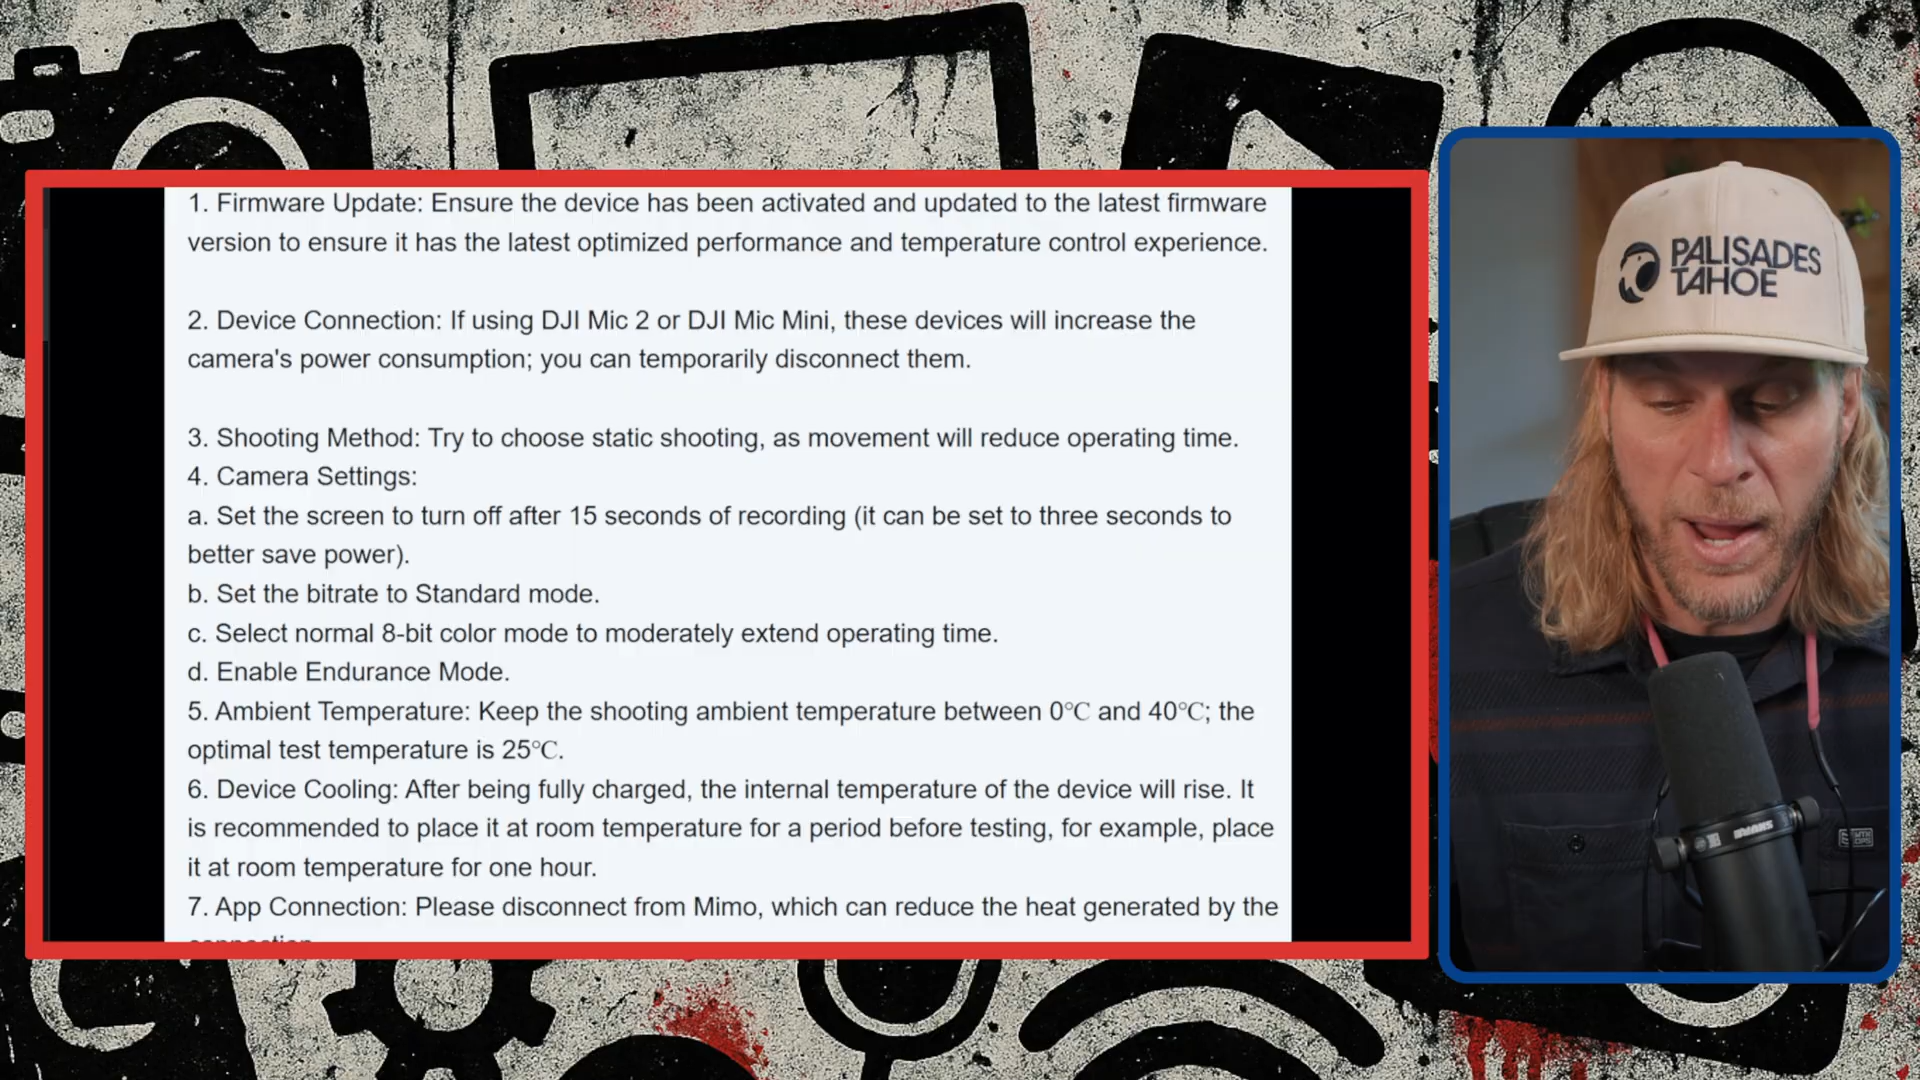 1. Firmware Update: Ensure the device has been activated and updated to the latest firmware
version to ensure it has the latest optimized performance and temperature control experience.
2. Device Connection: If using DJI Mic 2 or DJI Mic Mini, these devices will increase the
camera's power consumption; you can temporarily disconnect them.
3. Shooting Method: Try to choose static shooting, as movement will reduce operating time.
4. Camera Settings:
a. Set the screen to turn off after 15 seconds of recording (it can be set to three seconds to
better save power).
b. Set the bitrate to Standard mode.
c. Select normal 8-bit color mode to moderately extend operating time.
d. Enable Endurance Mode.
5. Ambient Temperature: Keep the shooting ambient temperature between 0℃ and 40℃; the
optimal test temperature is 25℃.
6. Device Cooling: After being fully charged, the internal temperature of the device will rise. It
is recommended to place it at room temperature for a period before testing, for example, place
it at room temperature for one hour.
7. App Connection: Please disconnect from Mimo, which can reduce the heat generated by the
PALISADES
TAHOE